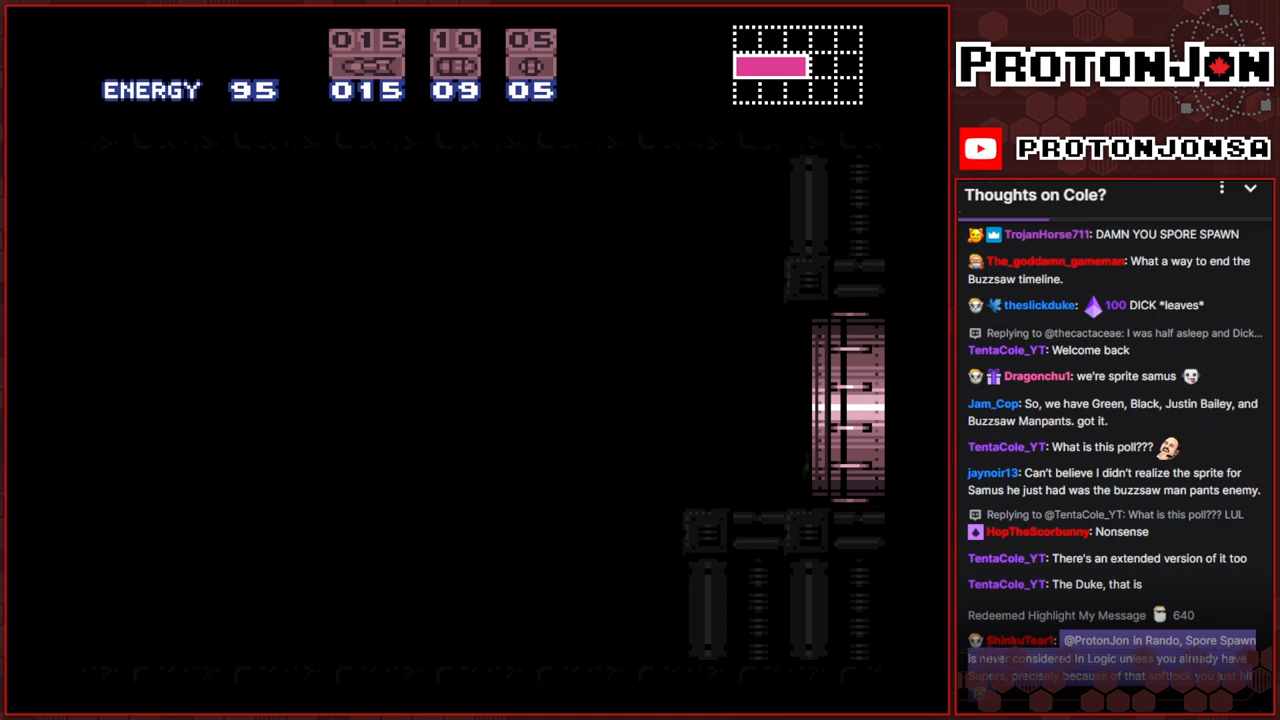 015 10 05
ENERGY 95 015 09 05
PROTONJON
PROTONJONSA
Thoughts on Cole?
TrojanHorse711: DAMN YOU SPORE SPAWN
The_goddamn_gameman: What a way to end the
Buzzsaw timeline.
theslickduke: 100 DICK *leaves*
Replying to @thecactaceae: I was half asleep and Dick...
TentaCole_YT: Welcome back
Dragonchu1: we're sprite samus
Jam_Cop: So, we have Green, Black, Justin Bailey, and
Buzzsaw Manpants. got it.
TentaCole_YT: What is this poll???
jaynoir13: Can't believe I didn't realize the sprite for
Samus he just had was the buzzsaw man pants enemy.
Replying to @TentaCole_YT: What is this poll??? LUL
HopTheScorbunny: Nonsense
TentaCole_YT: There's an extended version of it too
TentaCole_YT: The Duke, that is
Redeemed Highlight My Message 640
ShinkuTear1: @ProtonJon in Rando, Spore Spawn
is never considered in Logic unless you already have
Supers, precisely because of that softlock you just hit